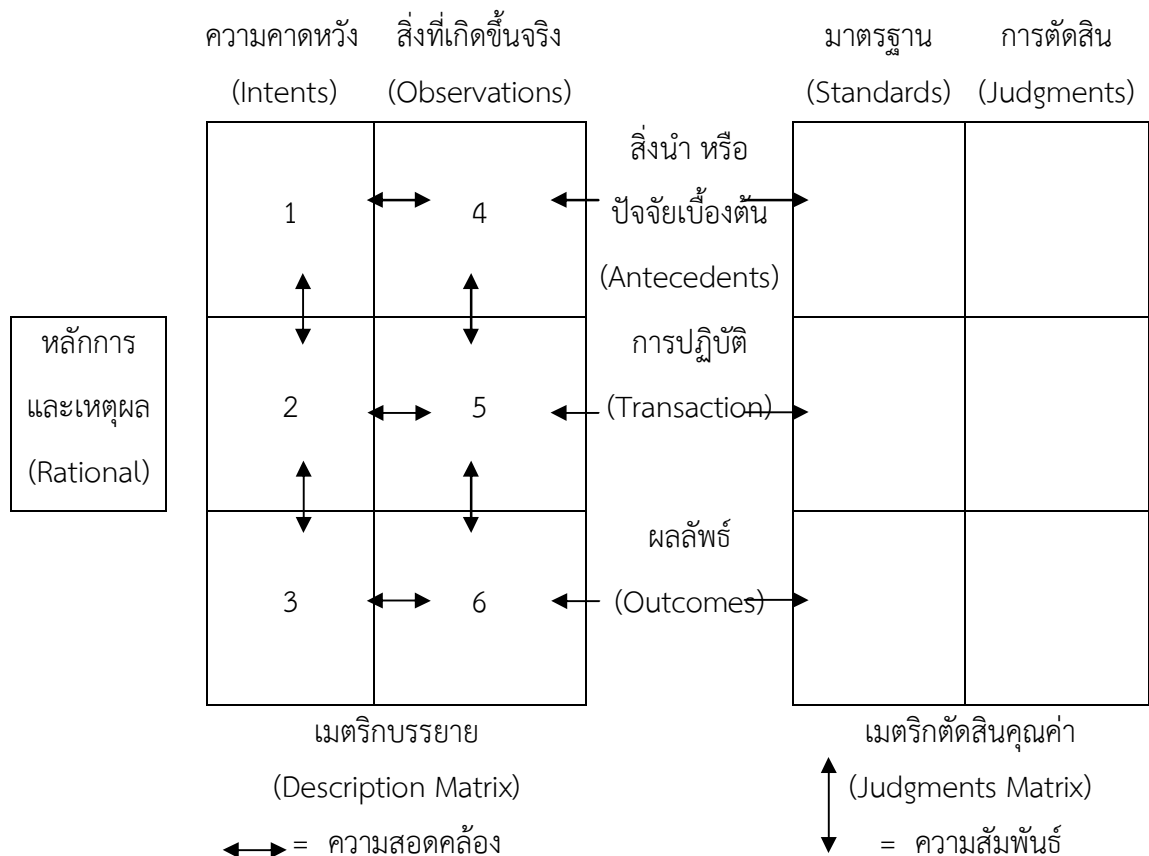 ความคาดหวัง สิ่งที่เกิดขึ้นจริง มาตรฐาน การตัดสิน
(Intents) (Observations) (Standards) (Judgments)
สิ่งนำ หรือ
1 4 ปัจจัยเบื้องต้น
(Antecedents)
หลักการ การปฏิบัติ
และเหตุผล 2 5 (Transaction)
(Rational)
ผลลัพธ์
3 6 (Outcomes)
เมตริกบรรยาย เมตริกตัดสินคุณค่า
(Description Matrix) (Judgments Matrix)
= ความสอดคล้อง = ความสัมพันธ์